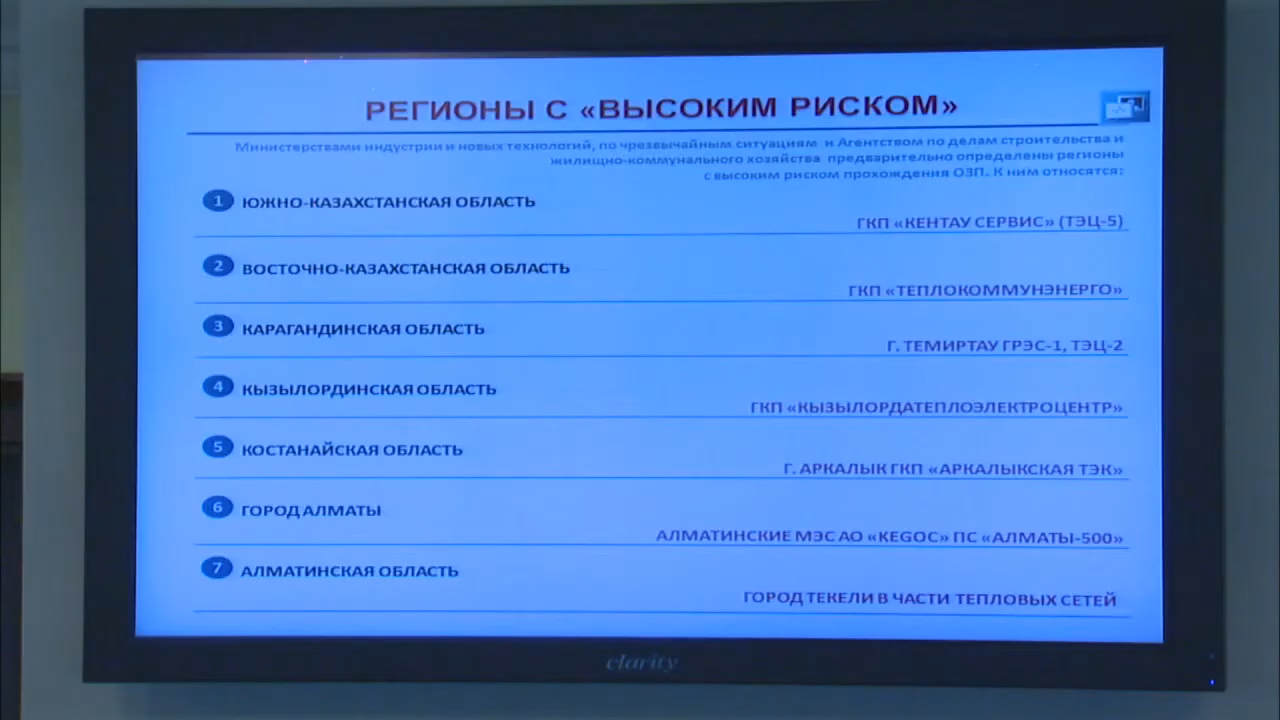 РЕГИОНЫ С «ВЫСОКИМ РИСКОМ»
Министерствами индустрии и новых технологий, по чрезвычайным ситуациям и Агентством по делам строительства и
жилищно-коммунального хозяйства предварительно определены регионы
с высоким риском прохождения ОЗП. К ним относятся:
1 ЮЖНО-КАЗАХСТАНСКАЯ ОБЛАСТЬ
ГКП «КЕНТАУ СЕРВИС» (ТЭЦ-5)
2 ВОСТОЧНО-КАЗАХСТАНСКАЯ ОБЛАСТЬ
ГКП «ТЕПЛОКОММУНЭНЕРГО»
3 КАРАГАНДИНСКАЯ ОБЛАСТЬ
Г. ТЕМИРТАУ ГРЭС-1, ТЭЦ-2
4 КЫЗЫЛОРДИНСКАЯ ОБЛАСТЬ
ГКП «КЫЗЫЛОРДАТЕПЛОЭЛЕКТРОЦЕНТР»
5 КОСТАНАЙСКАЯ ОБЛАСТЬ
Г. АРКАЛЫК ГКП «АРКАЛЫКСКАЯ ТЭК»
6 ГОРОД АЛМАТЫ
АЛМАТИНСКИЕ МЭС АО «KEGOC» ПС «АЛМАТЫ-500»
7 АЛМАТИНСКАЯ ОБЛАСТЬ
ГОРОД ТЕКЕЛИ В ЧАСТИ ТЕПЛОВЫХ СЕТЕЙ
clarity